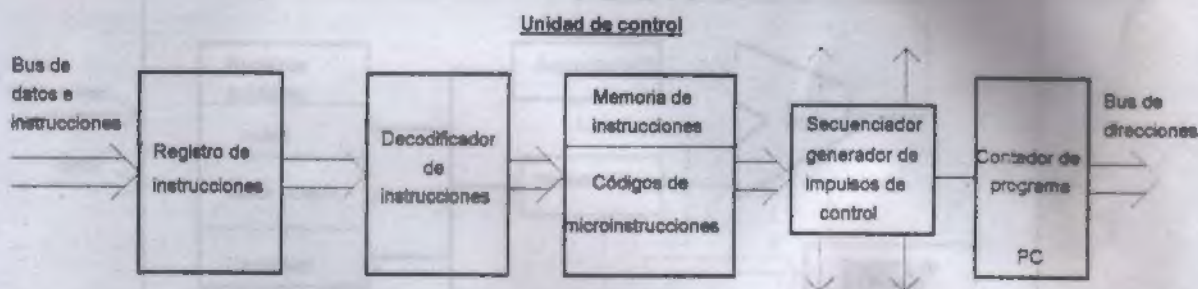 Unidad de control
Bus de
datos e
instrucciones
Registro de
instrucciones
Decodificador
de
instrucciones
Memoria de
instrucciones
Códigos de
microinstrucciones
Secuenciador
generador de
impulsos de
control
Contador de
programa
PC
Bus de
direcciones